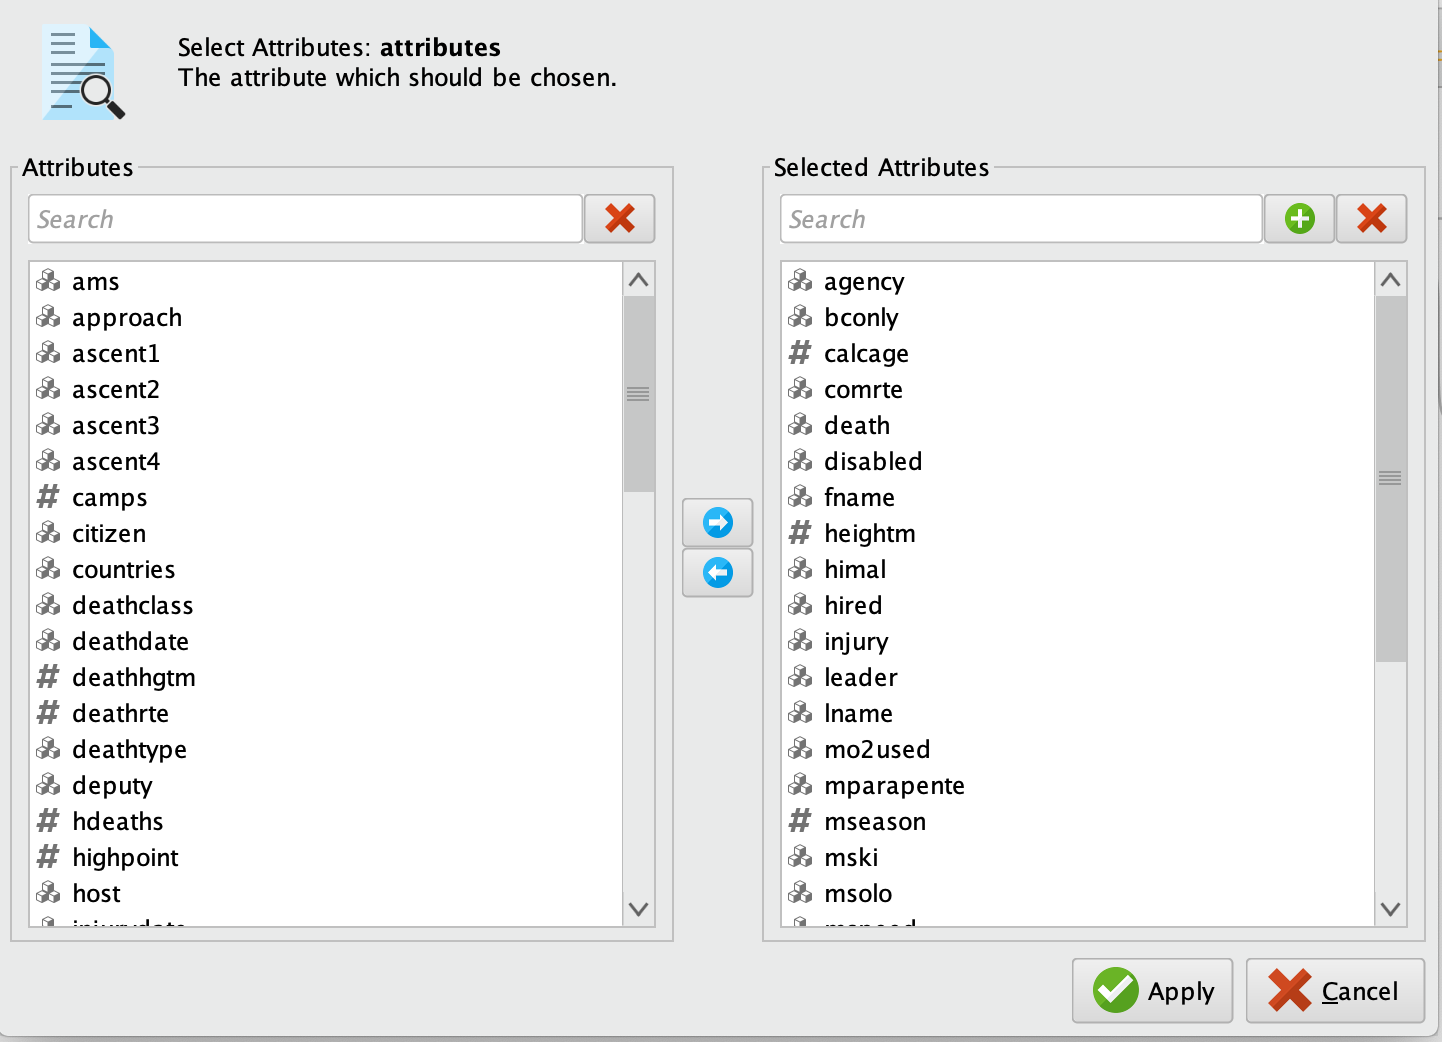 Select Attributes: attributes
The attribute which should be chosen.
Attributes
Search
ams
approach
ascent1
ascent2
ascent3
ascent4
camps
citizen
countries
deathclass
deathdate
deathhgtm
deathrte
deathtype
deputy
hdeaths
highpoint
host
Selected Attributes
Search
agency
bconly
calcage
comrte
death
disabled
fname
heightm
himal
hired
injury
leader
lname
mo2used
mparapente
mseason
mski
msolo
Apply
Cancel